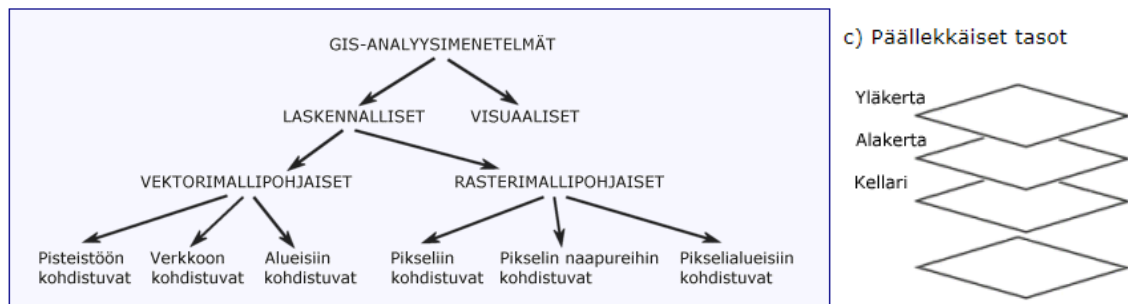 GIS-ANALYYSIMENETELMÄT
LASKENNALLISET
VISUAALISET
VEKTORIMALLIPOHJAISET
RASTERIMALLIPOHJAISET
Pisteistöön
kohdistuvat
Verkkoon
kohdistuvat
Alueisiin
kohdistuvat
Pikseliin
kohdistuvat
Pikselin naapureihin
kohdistuvat
Pikselialueisiin
kohdistuvat
c) Päällekkäiset tasot
Yläkerta
Alakerta
Kellari